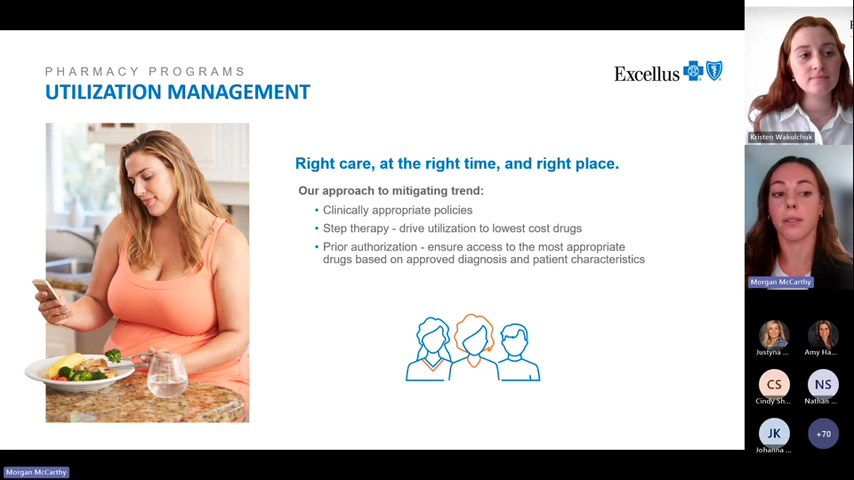 PHARMACY PROGRAMS
UTILIZATION MANAGEMENT
Excellus
Right care, at the right time, and right place.
Our approach to mitigating trend:
• Clinically appropriate policies
• Step therapy - drive utilization to lowest cost drugs
• Prior authorization - ensure access to the most appropriate
drugs based on approved diagnosis and patient characteristics
Kristen Wakulchuk
Morgan McCarthy
Justyna ...
Amy Ha...
CS
NS
Cindy Sh...
Nathan ...
JK
+70
Johanna ...
Morgan McCarthy